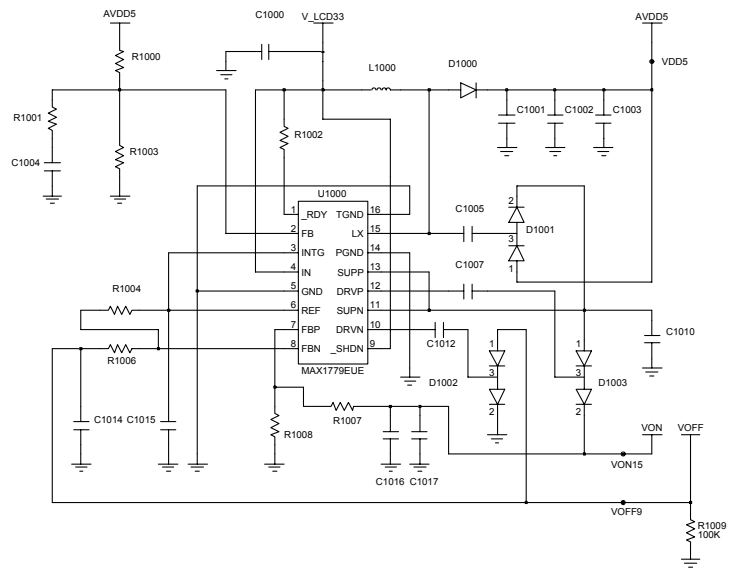 AVDD5
C1000
V_LCD33
AVDD5
R1000
L1000
D1000
VDD5
R1001
R1002
C1001
C1002
C1003
C1004
R1003
U1000
1
_RDY
TGND
16
2
FB
LX
15
3
INTG
PGND
14
4
IN
SUPP
13
5
GND
DRVP
12
6
REF
SUPN
11
7
FBP
DRVN
10
8
FBN
_SHDN
9
MAX1779EUE
C1005
2
D1001
3
1
C1007
R1004
R1006
C1012
C1010
1
3
2
D1002
1
3
2
D1003
C1014
C1015
R1008
R1007
C1016
C1017
VON
VOFF
VON15
VOFF9
R1009
100K